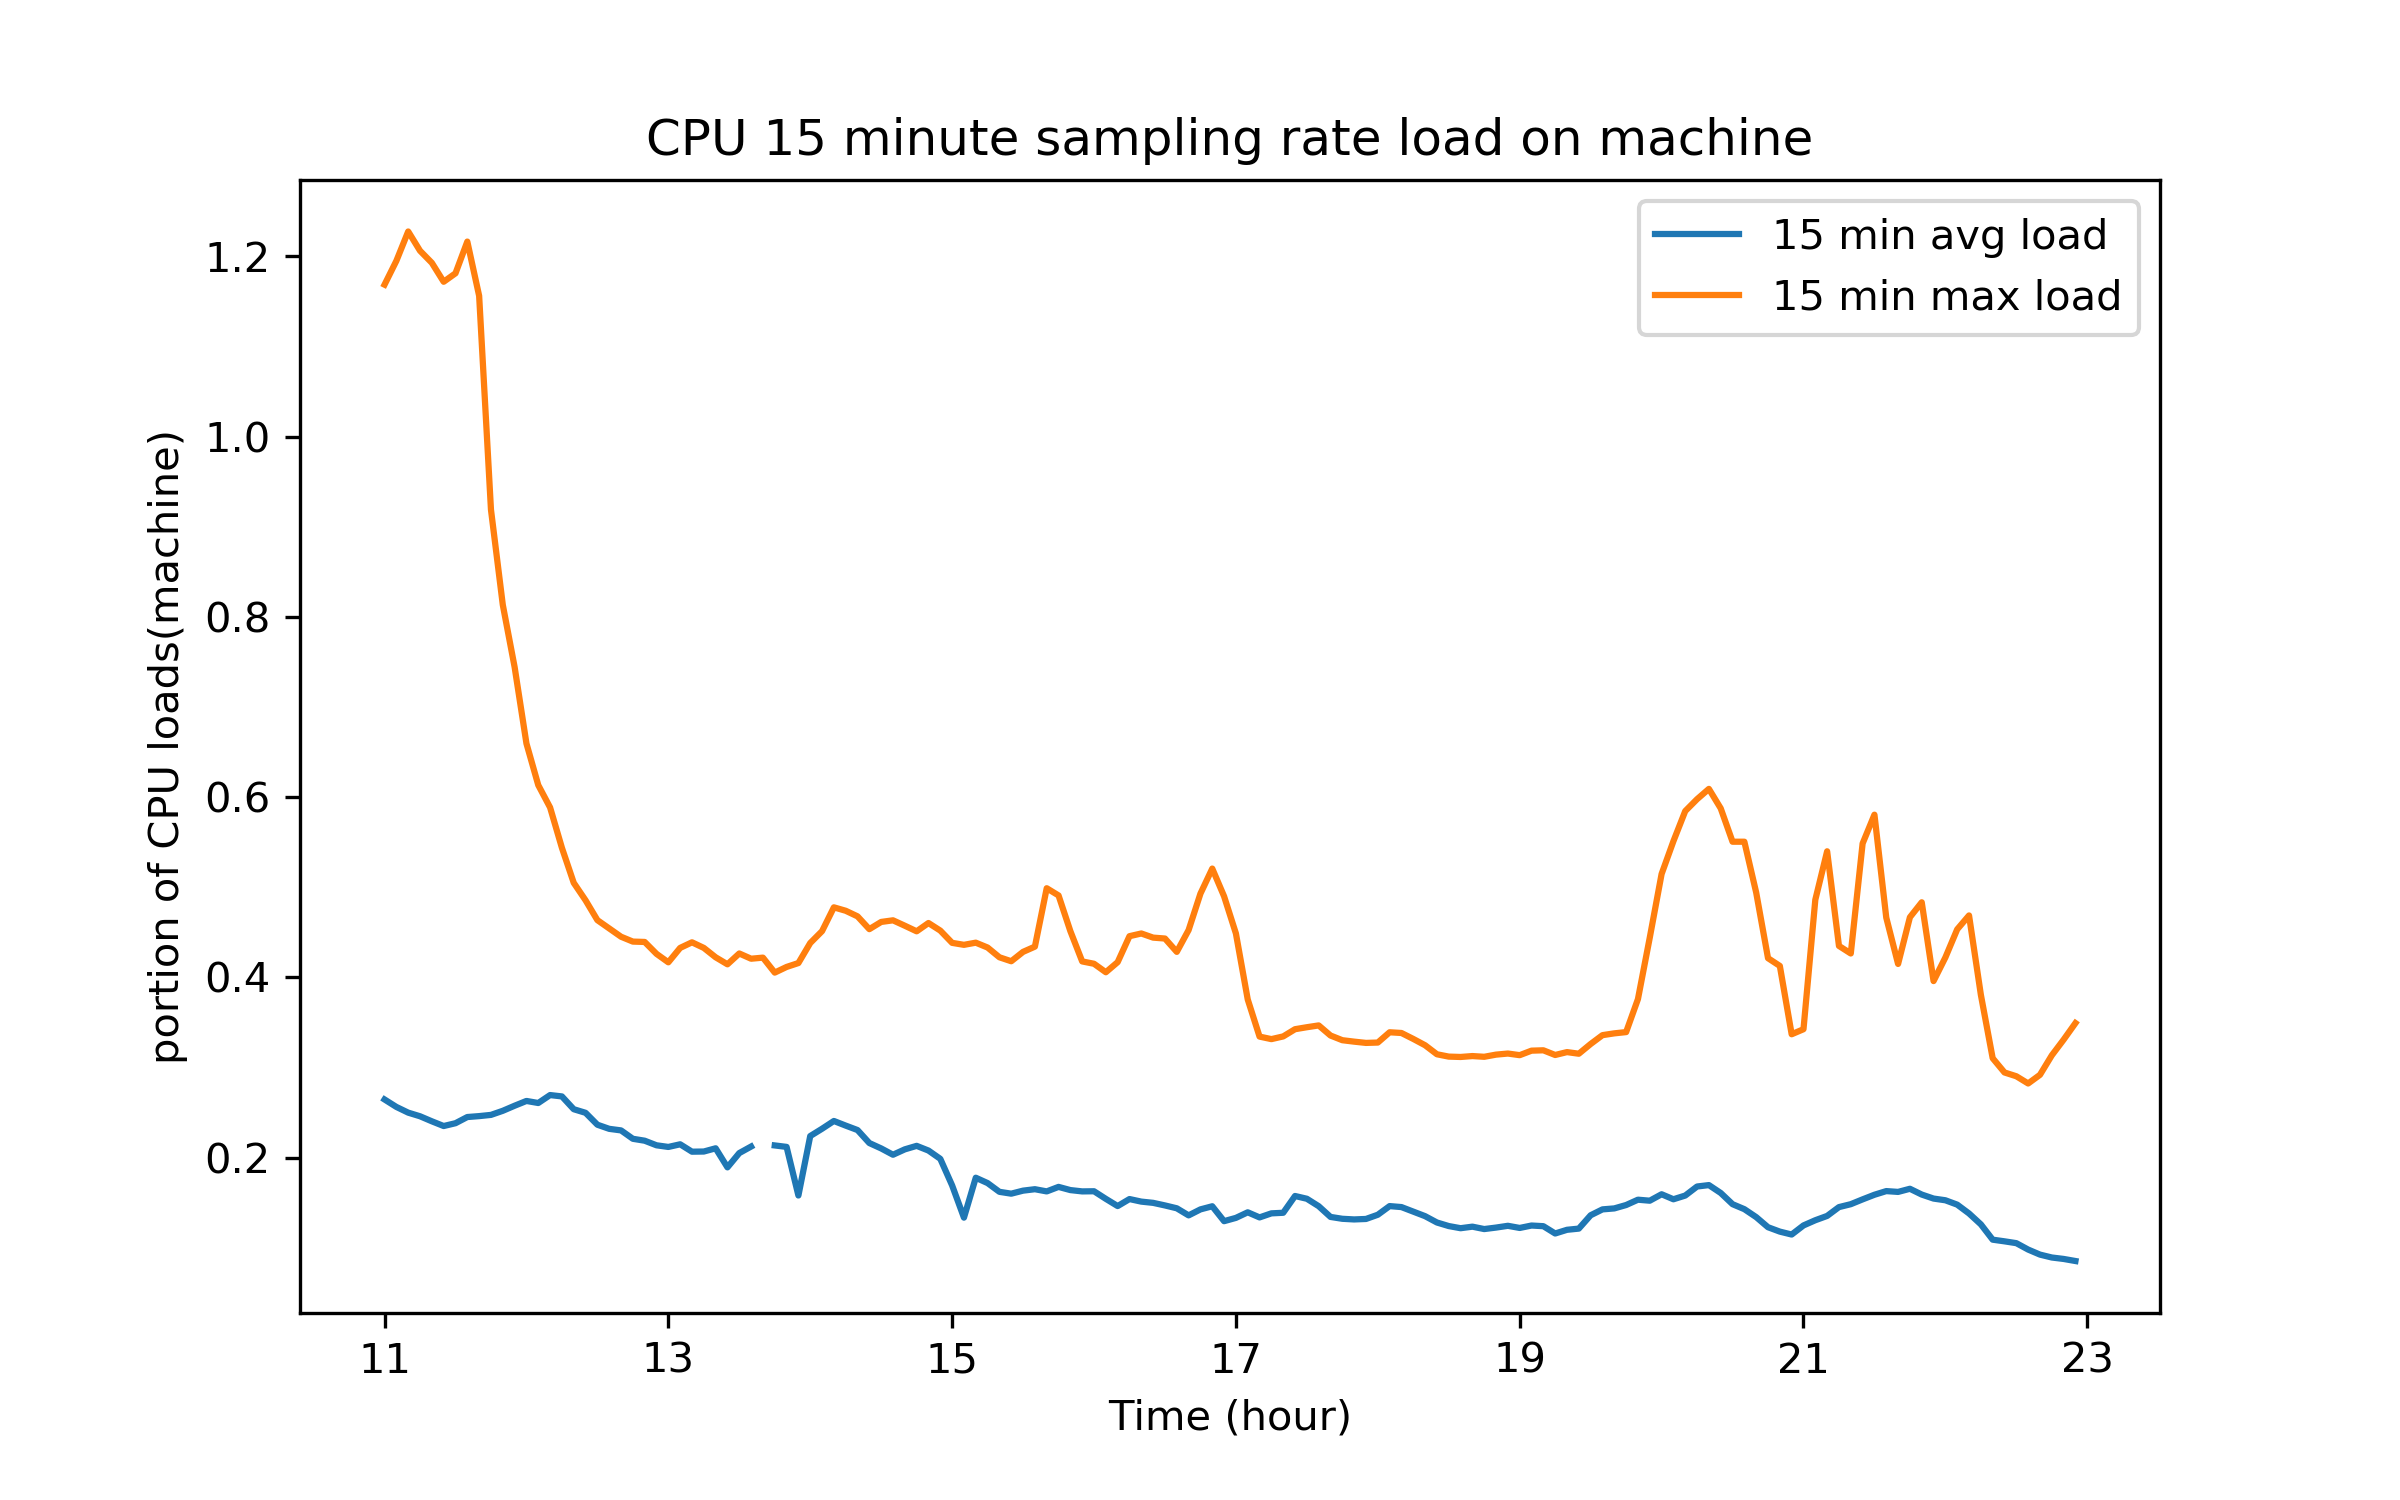 CPU 15 minute sampling rate load on machine
15 min avg load
15 min max load
portion of CPU loads(machine)
1.2
1.0
0.8
0.6
0.4
0.2
11 13 15 17 19 21 23
Time (hour)